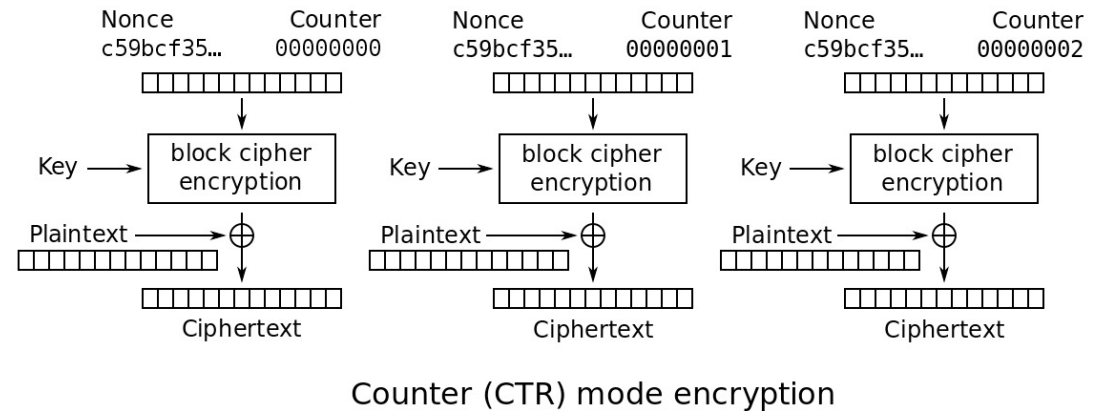 Nonce Counter Nonce Counter Nonce Counter
c59bcf35… 00000000 c59bcf35… 00000001 c59bcf35… 00000002
block cipher encryption
Key
block cipher encryption
Key
block cipher encryption
Key
Plaintext Plaintext Plaintext
Ciphertext Ciphertext Ciphertext
Counter (CTR) mode encryption